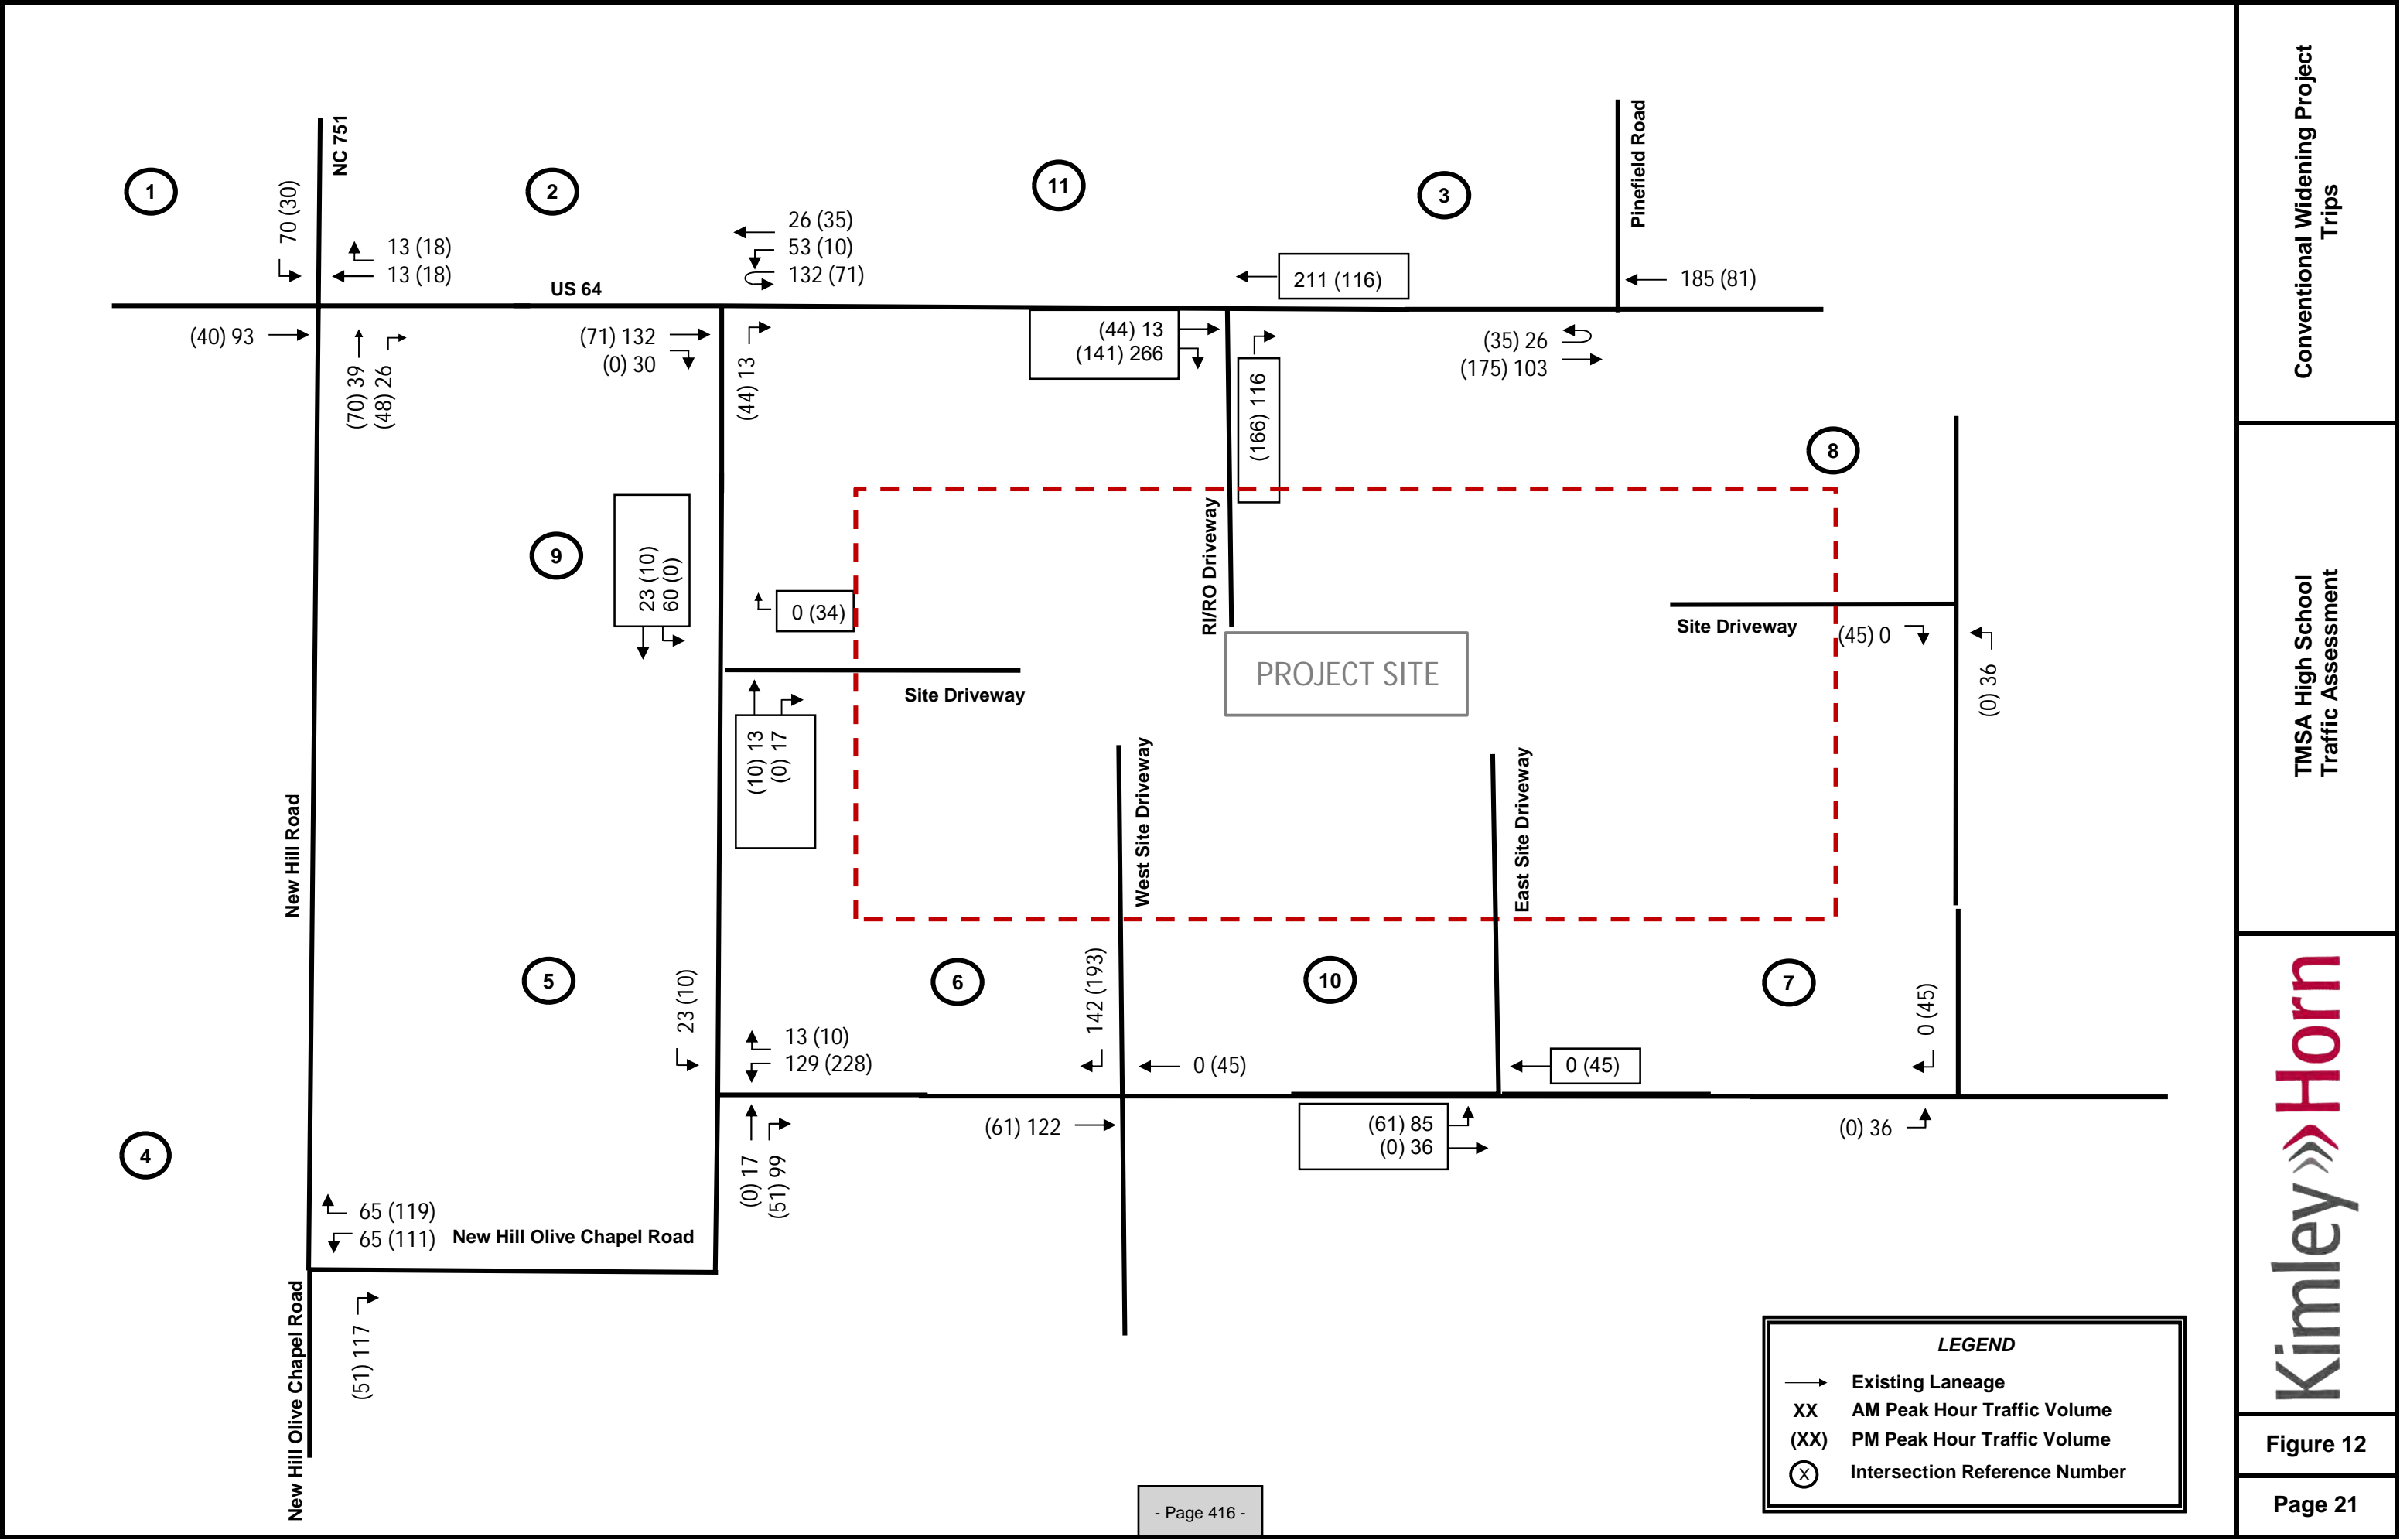 1
NC 751
70 (30)
13 (18)
13 (18)
(40) 93
(70) 39
(48) 26
2
US 64
26 (35)
53 (10)
132 (71)
(71) 132
(0) 30
(44) 13
11
211 (116)
(44) 13
(141) 266
(166) 116
RI/RO Driveway
3
Pinefield Road
185 (81)
(35) 26
(175) 103
8
Site Driveway
(45) 0
(0) 36
9
23 (10)
60 (0)
0 (34)
Site Driveway
(10) 13
(0) 17
PROJECT SITE
New Hill Road
West Site Driveway
East Site Driveway
5
23 (10)
13 (10)
129 (228)
(0) 17
(51) 99
6
142 (193)
0 (45)
(61) 122
10
0 (45)
(61) 85
(0) 36
7
0 (45)
(0) 36
4
65 (119)
65 (111)
New Hill Olive Chapel Road
(51) 117
New Hill Olive Chapel Road
LEGEND
Existing Laneage
XX AM Peak Hour Traffic Volume
(XX) PM Peak Hour Traffic Volume
X Intersection Reference Number
- Page 416 -
Conventional Widening Project
Trips
TMSA High School
Traffic Assessment
Kimley»Horn
Figure 12
Page 21